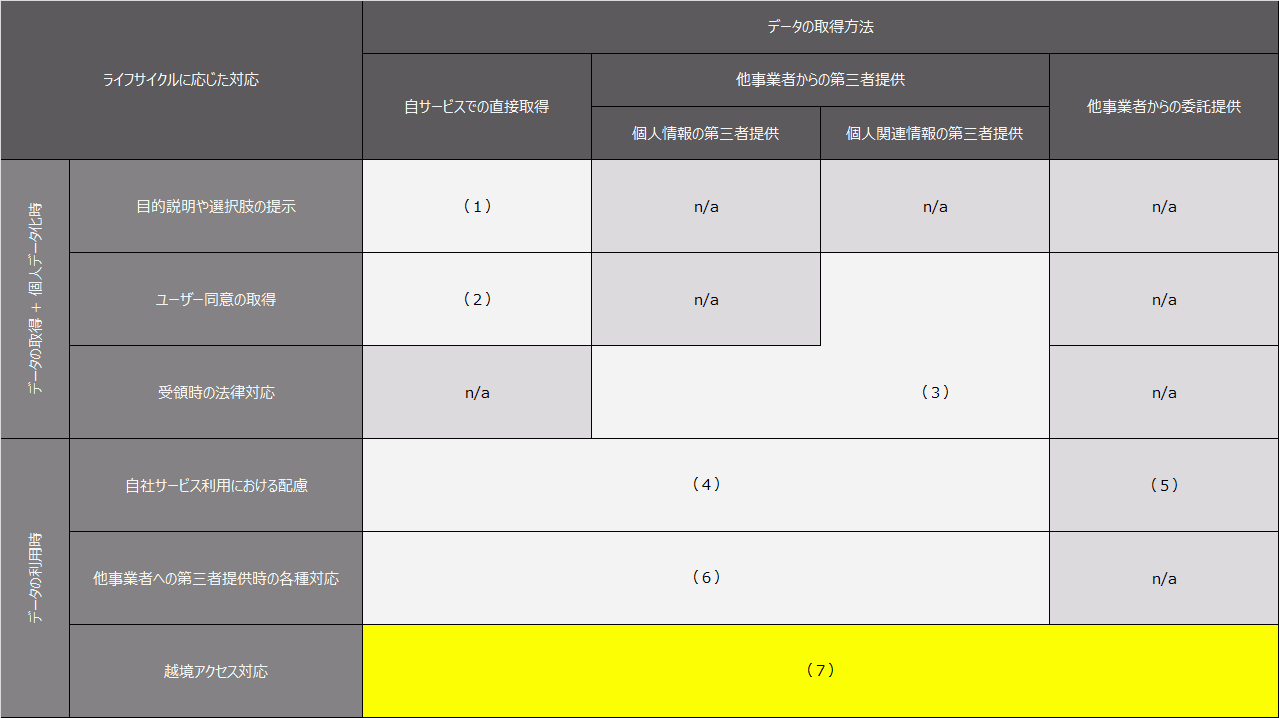 データの取得方法
ライフサイクルに応じた対応
他事業者からの第三者提供
自サービスでの直接取得
他事業者からの委託提供
個人情報の第三者提供
個人関連情報の第三者提供
データの取得 + 個人データ化時
目的説明や選択肢の提示
（1）
n/a
n/a
n/a
ユーザー同意の取得
（2）
n/a
n/a
受領時の法律対応
n/a
（3）
n/a
データの利用時
自社サービス利用における配慮
（4）
（5）
他事業者への第三者提供時の各種対応
（6）
n/a
越境アクセス対応
（7）